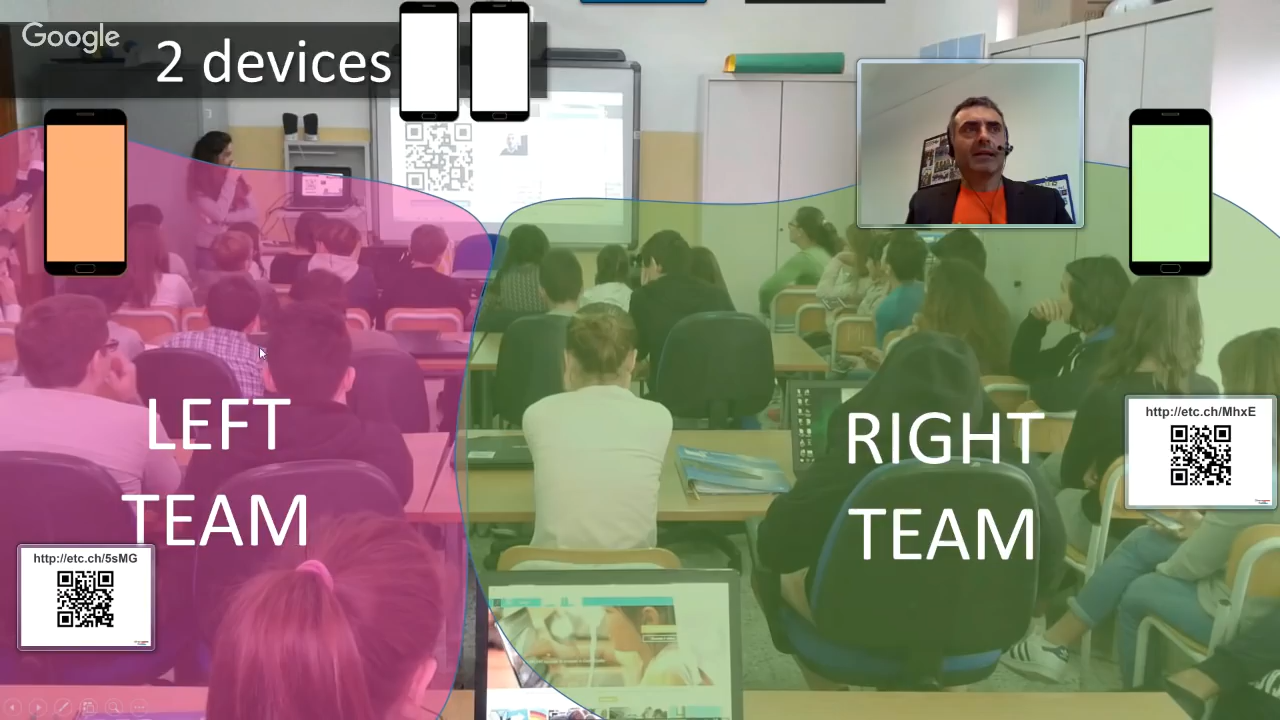 Google
2 devices
LEFT
TEAM
RIGHT
TEAM
http://etc.ch/MhxE
http://etc.ch/5sMG